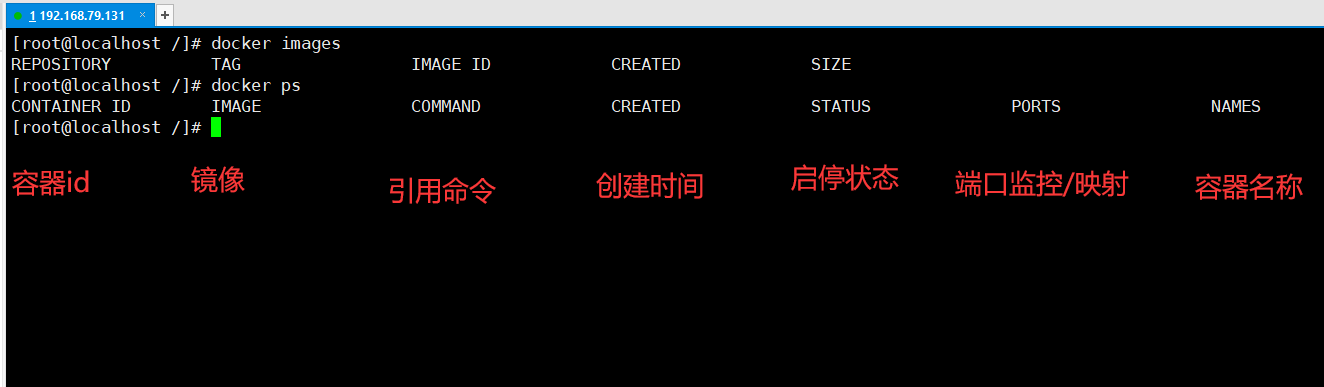 1 192.168.79.131 × +
[root@localhost /]# docker images
REPOSITORY TAG IMAGE ID CREATED SIZE
[root@localhost /]# docker ps
CONTAINER ID IMAGE COMMAND CREATED STATUS PORTS NAMES
[root@localhost /]#
容器id 镜像 引用命令 创建时间 启停状态 端口监控/映射 容器名称